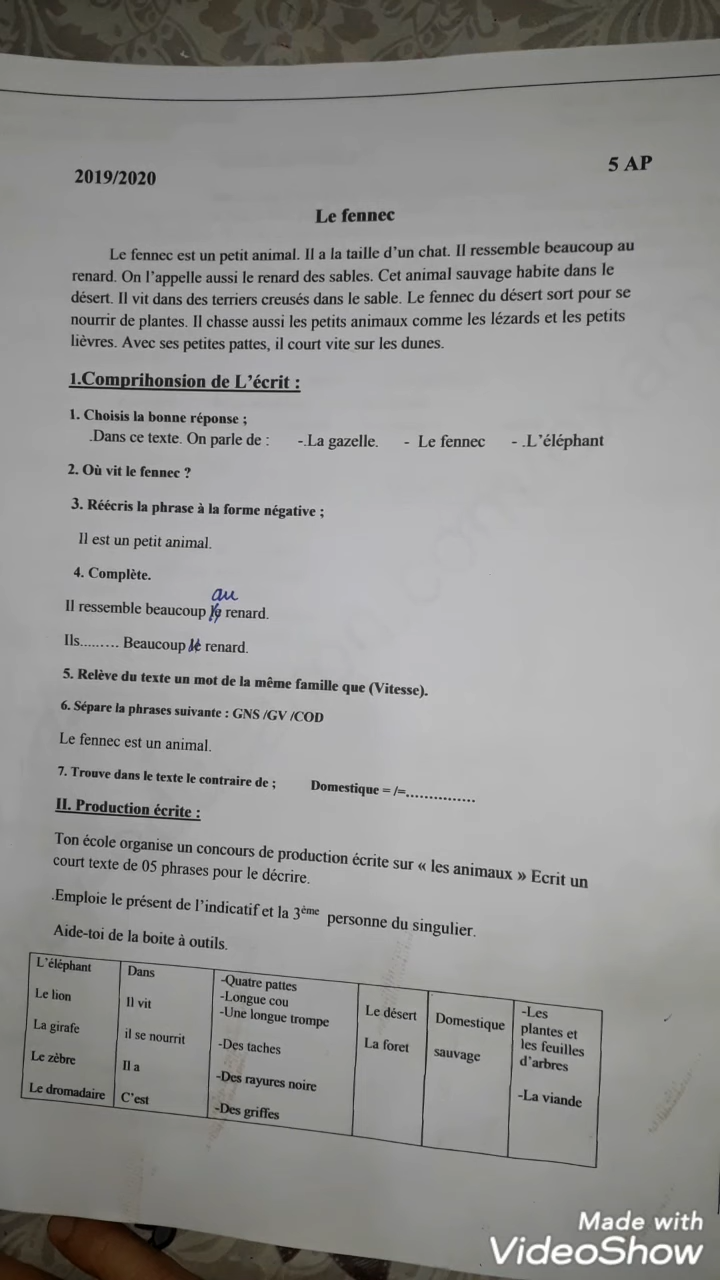 2019/2020
5 AP
Le fennec
Le fennec est un petit animal. Il a la taille d'un chat. Il ressemble beaucoup au
renard. On l'appelle aussi le renard des sables. Cet animal sauvage habite dans le
désert. Il vit dans des terriers creusés dans le sable. Le fennec du désert sort pour se
nourrir de plantes. Il chasse aussi les petits animaux comme les lézards et les petits
lièvres. Avec ses petites pattes, il court vite sur les dunes.
1.Comprihonsion de L'écrit :
1. Choisis la bonne réponse ;
.Dans ce texte. On parle de : -.La gazelle. - Le fennec - .L'éléphant
2. Où vit le fennec ?
3. Réécris la phrase à la forme négative ;
Il est un petit animal.
4. Complète.
au
Il ressemble beaucoup renard.
Ils......... Beaucoup renard.
5. Relève du texte un mot de la même famille que (Vitesse).
6. Sépare la phrases suivante : GNS /GV /COD
Le fennec est un animal.
7. Trouve dans le texte le contraire de ; Domestique = /=...............
II. Production écrite :
Ton école organise un concours de production écrite sur « les animaux » Ecrit un
court texte de 05 phrases pour le décrire.
.Emploie le présent de l'indicatif et la 3ème personne du singulier.
Aide-toi de la boite à outils.
L'éléphant
Le lion
La girafe
Le zèbre
Le dromadaire
Dans
Il vit
il se nourrit
Il a
C'est
-Quatre pattes
-Longue cou
-Une longue trompe
-Des taches
-Des rayures noire
-Des griffes
Le désert
La foret
Domestique
sauvage
-Les
plantes et
les feuilles
d'arbres
-La viande
Made with
VideoShow